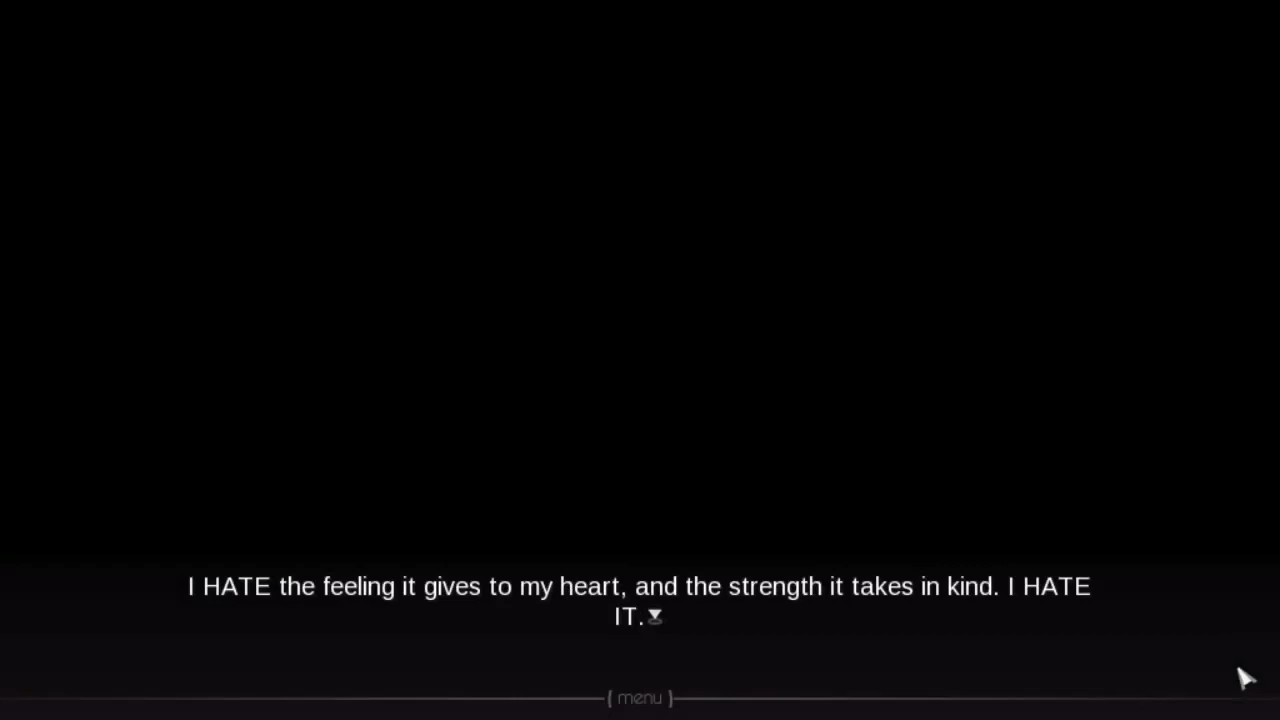 I HATE the feeling it gives to my heart, and the strength it takes in kind. I HATE
IT.
{ menu }